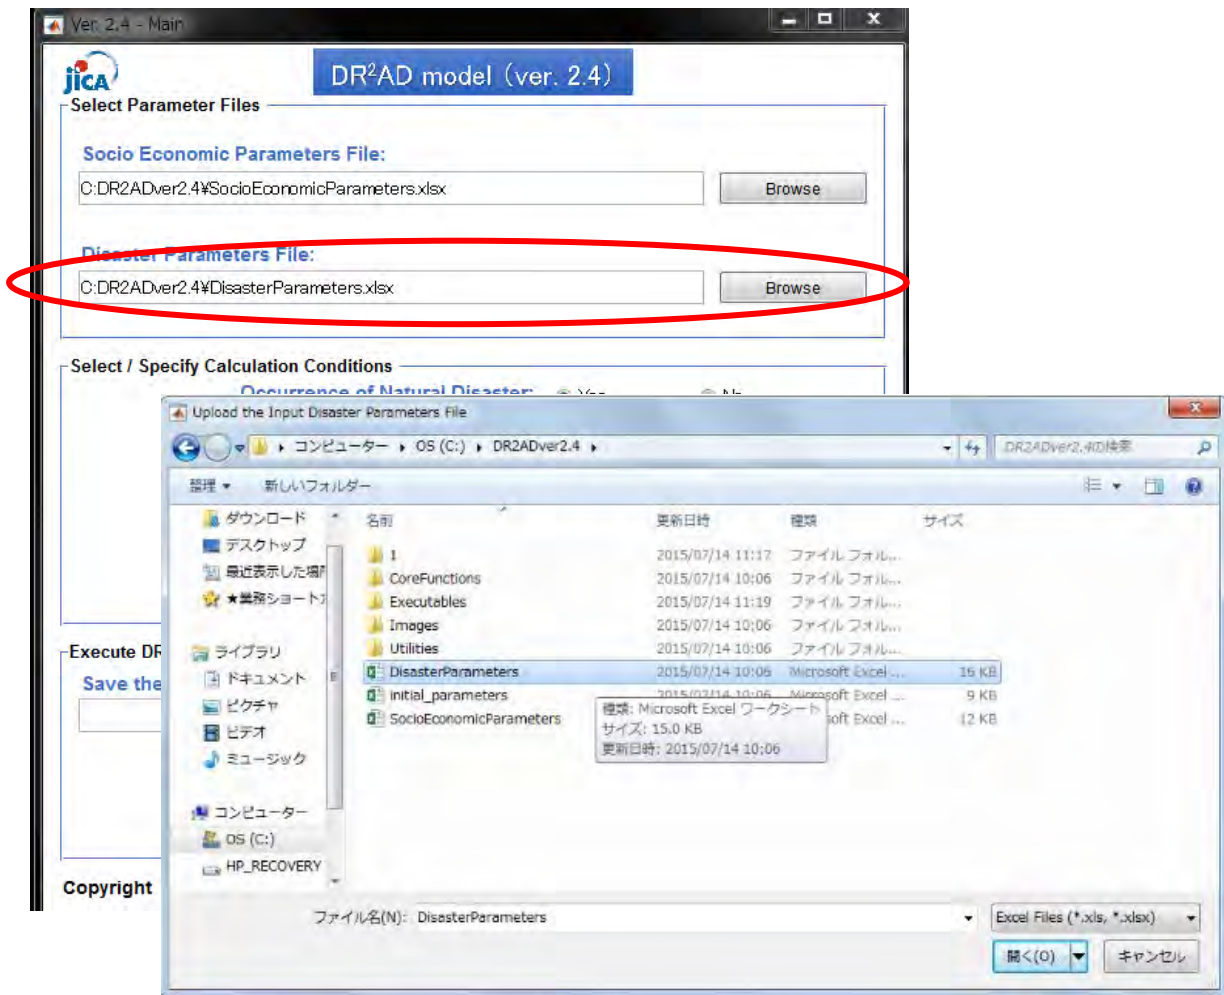 Ver. 2.4 - Main
jica
DR²AD model (ver. 2.4)
Select Parameter Files
Socio Economic Parameters File:
C:DR2ADver2.4¥SocioEconomicParameters.xlsx
Browse
Disaster Parameters File:
C:DR2ADver2.4¥DisasterParameters.xlsx
Browse
Select / Specify Calculation Conditions
Occurrence of Natural Disaster: Yes No
Execute DR
Save the
Copyright
Upload the Input Disaster Parameters File
コンピューター OS (C:) DR2ADver2.4
DR2ADver2.4の検索
整理 新しいフォルダー
名前 更新日時 種類 サイズ
ダウンロード
デスクトップ
最近表示した場所
★業務ショートカ
ライブラリ
ドキュメント
ピクチャ
ビデオ
ミュージック
コンピューター
OS (C:)
HP_RECOVERY
1 2015/07/14 11:17 ファイル フォル...
CoreFunctions 2015/07/14 10:06 ファイル フォル...
Executables 2015/07/14 11:19 ファイル フォル...
Images 2015/07/14 10:06 ファイル フォル...
Utilities 2015/07/14 10:06 ファイル フォル...
DisasterParameters 2015/07/14 10:06 Microsoft Excel ... 16 KB
initial_parameters 2015/07/14 10:06 Microsoft Excel ... 9 KB
SocioEconomicParameters soft Excel ... 12 KB
種類: Microsoft Excel ワークシート
サイズ: 15.0 KB
更新日時: 2015/07/14 10:06
ファイル名(N): DisasterParameters
Excel Files (*.xls, *.xlsx)
開く(O) キャンセル